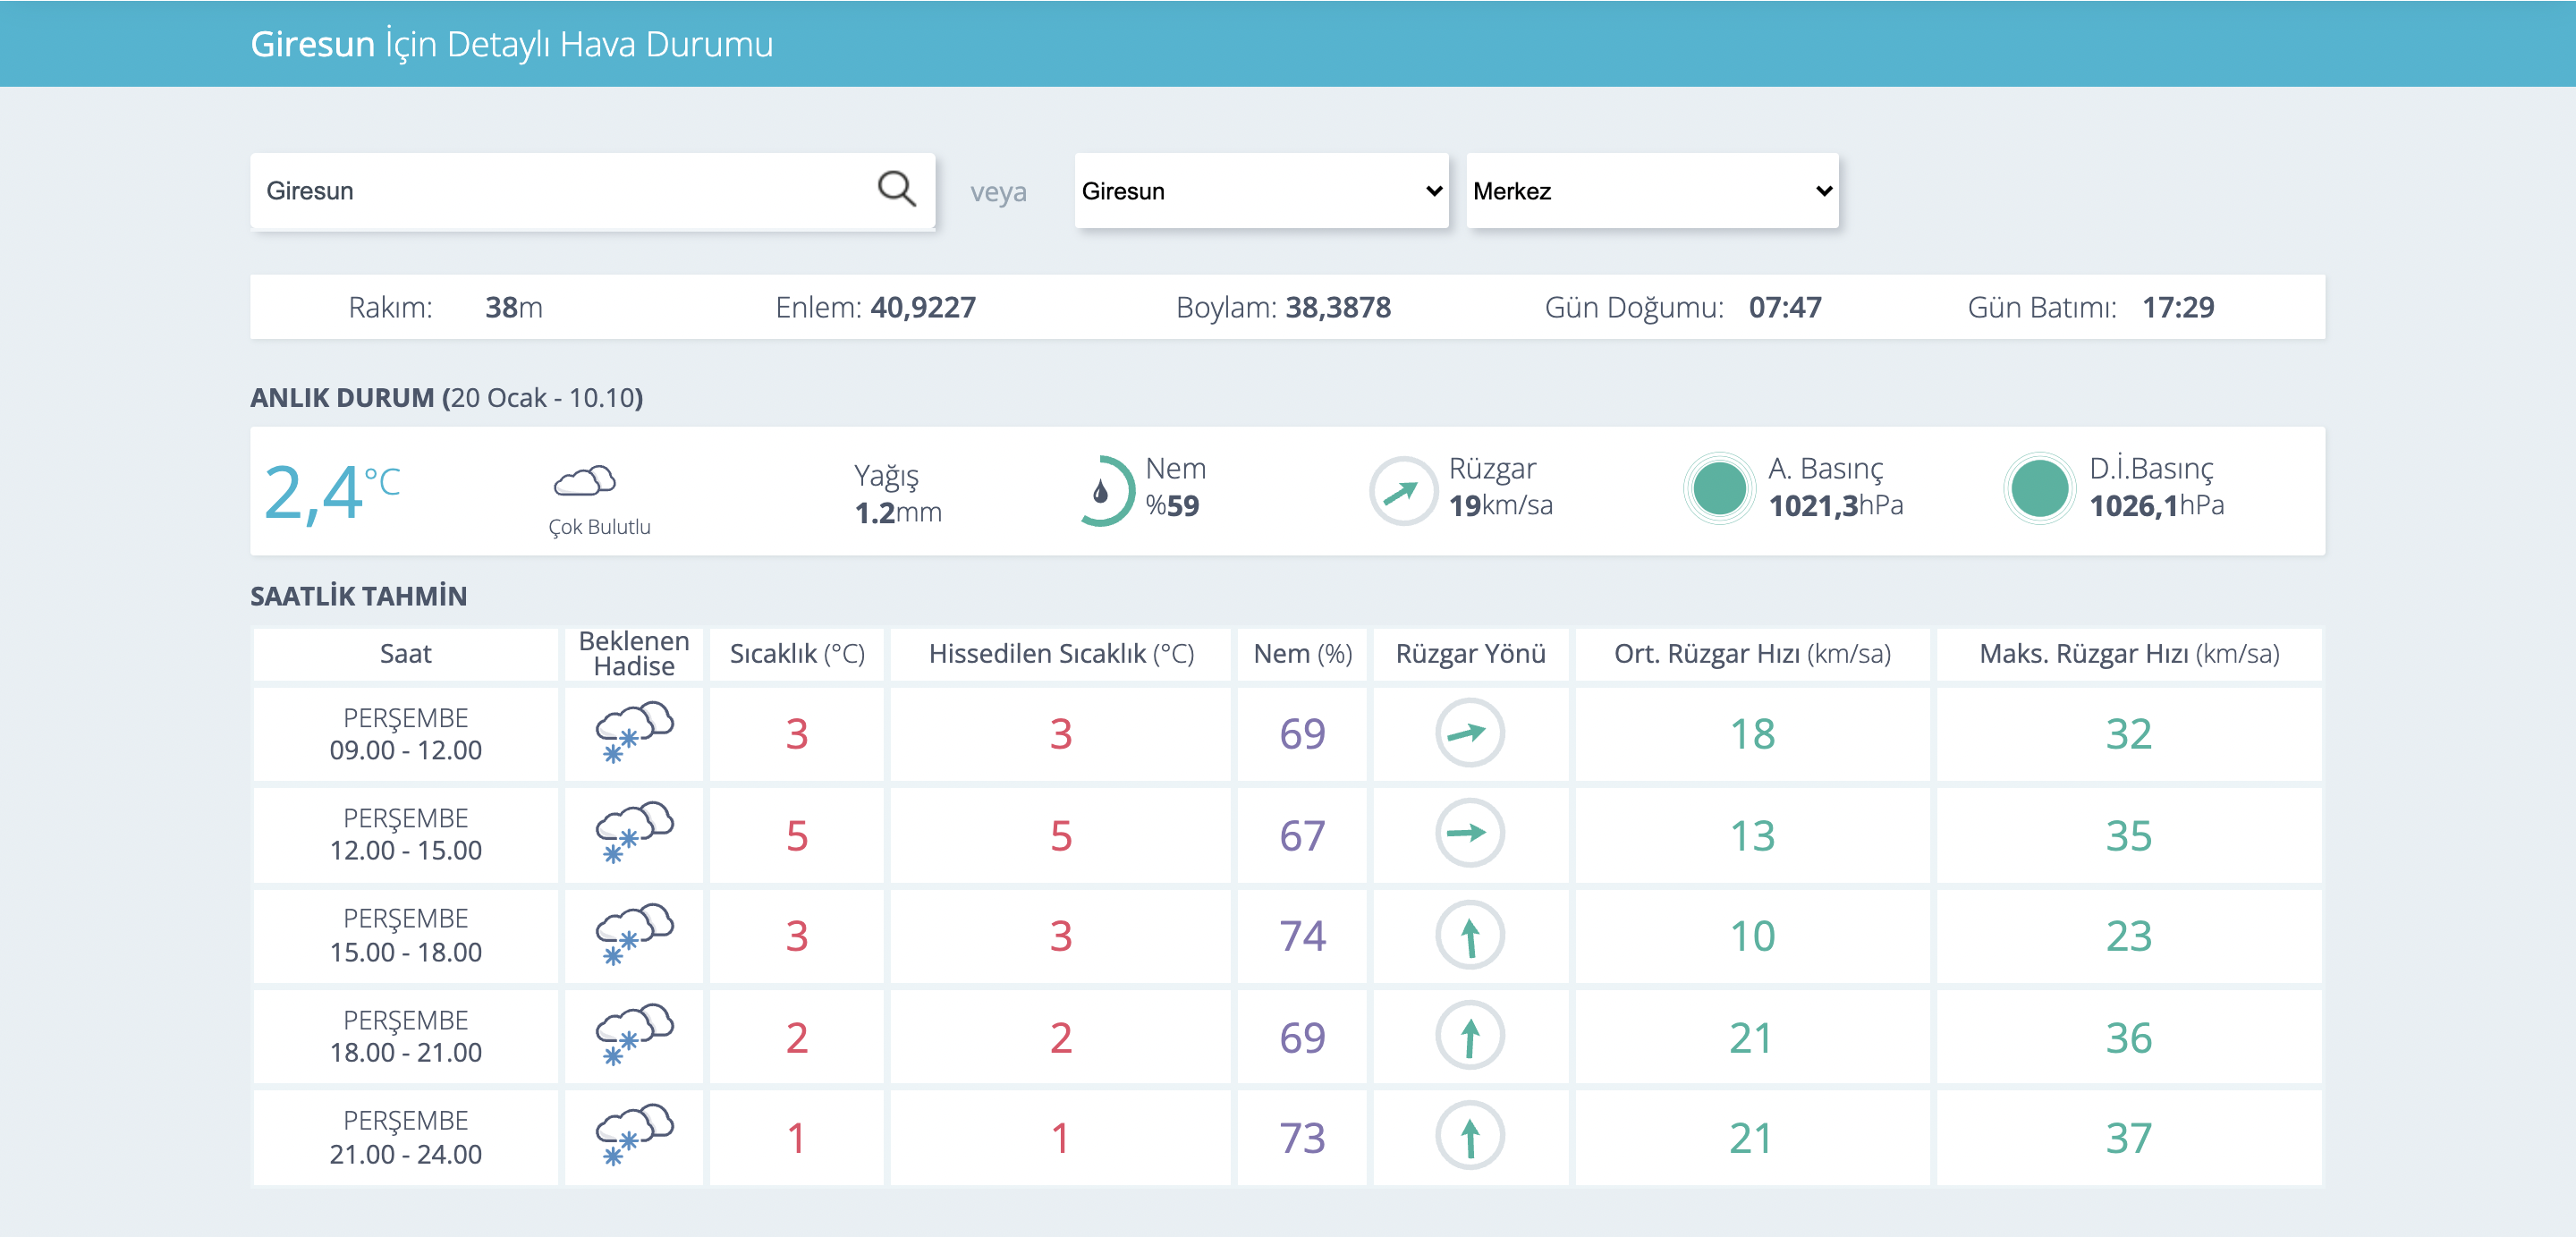 Giresun İçin Detaylı Hava Durumu
Giresun veya Giresun Merkez
Rakım: 38m Enlem: 40,9227 Boylam: 38,3878 Gün Doğumu: 07:47 Gün Batımı: 17:29
ANLIK DURUM (20 Ocak - 10.10)
2,4°C
Çok Bulutlu
Yağış
1.2mm
Nem
%59
Rüzgar
19km/sa
A. Basınç
1021,3hPa
D.İ.Basınç
1026,1hPa
SAATLİK TAHMİN
Saat
Beklenen
Hadise
Sıcaklık (°C)
Hissedilen Sıcaklık (°C)
Nem (%)
Rüzgar Yönü
Ort. Rüzgar Hızı (km/sa)
Maks. Rüzgar Hızı (km/sa)
PERŞEMBE
09.00 - 12.00
3 3 69 18 32
PERŞEMBE
12.00 - 15.00
5 5 67 13 35
PERŞEMBE
15.00 - 18.00
3 3 74 10 23
PERŞEMBE
18.00 - 21.00
2 2 69 21 36
PERŞEMBE
21.00 - 24.00
1 1 73 21 37